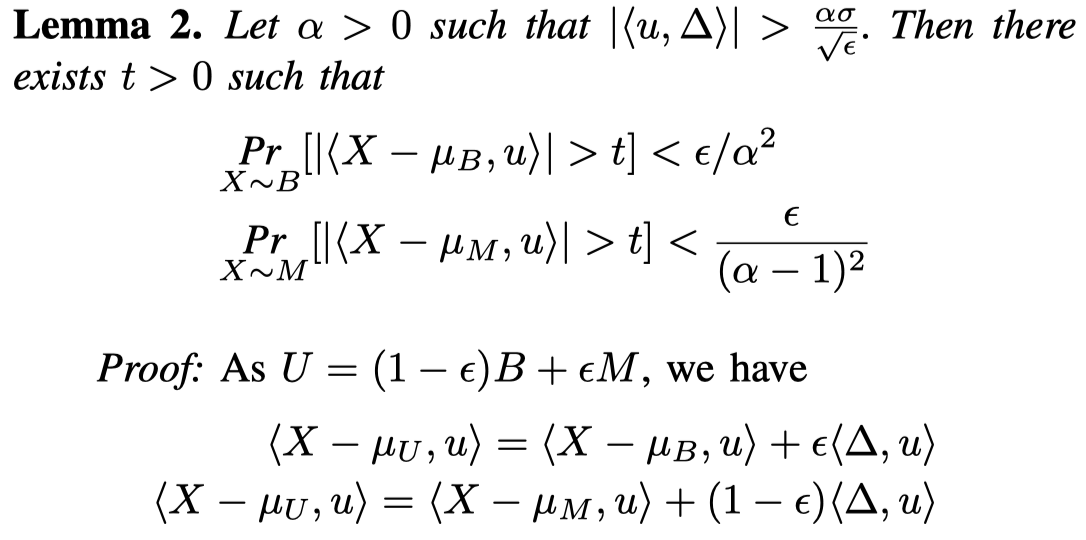 Lemma 2. Let α > 0 such that |⟨u, Δ⟩| > ασ/√ϵ. Then there
exists t > 0 such that
Pr_{X∼B}[|⟨X − μ_B, u⟩| > t] < ϵ/α²
Pr_{X∼M}[|⟨X − μ_M, u⟩| > t] < ϵ/(α − 1)²
Proof: As U = (1 − ϵ)B + ϵM, we have
⟨X − μ_U, u⟩ = ⟨X − μ_B, u⟩ + ϵ⟨Δ, u⟩
⟨X − μ_U, u⟩ = ⟨X − μ_M, u⟩ + (1 − ϵ)⟨Δ, u⟩